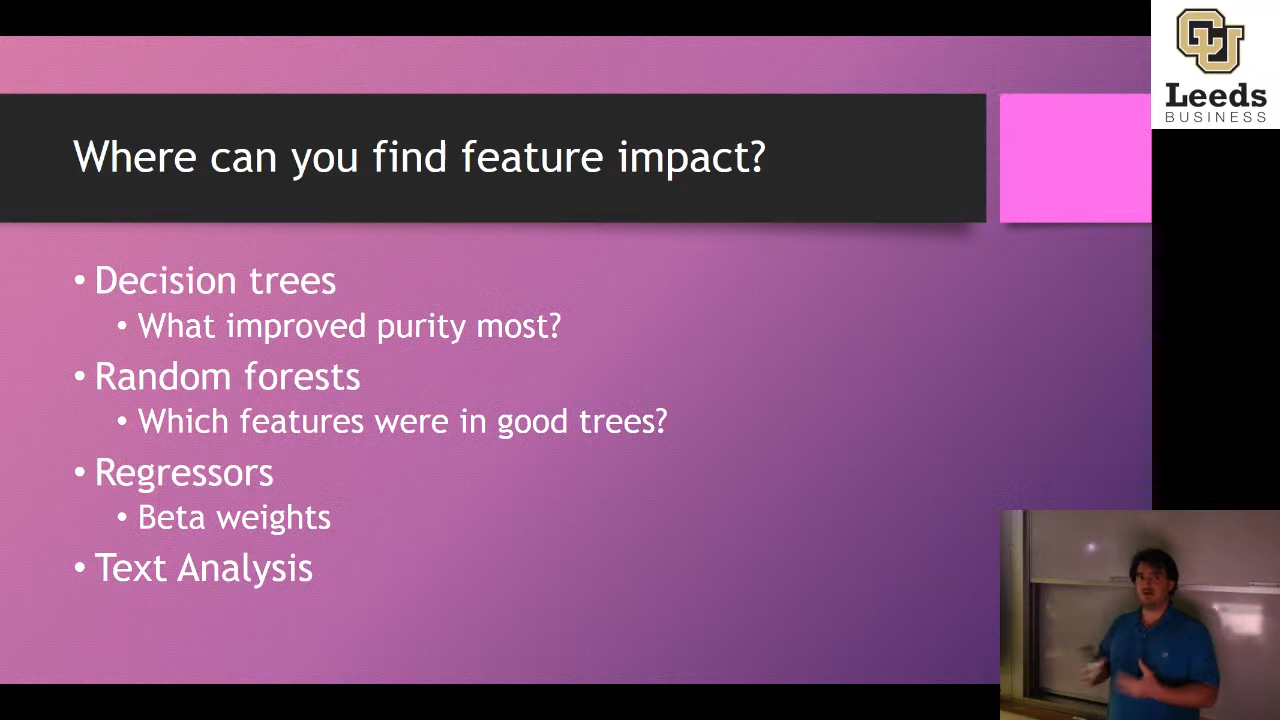 Where can you find feature impact?
• Decision trees
• What improved purity most?
• Random forests
• Which features were in good trees?
• Regressors
• Beta weights
• Text Analysis
CU
Leeds
BUSINESS